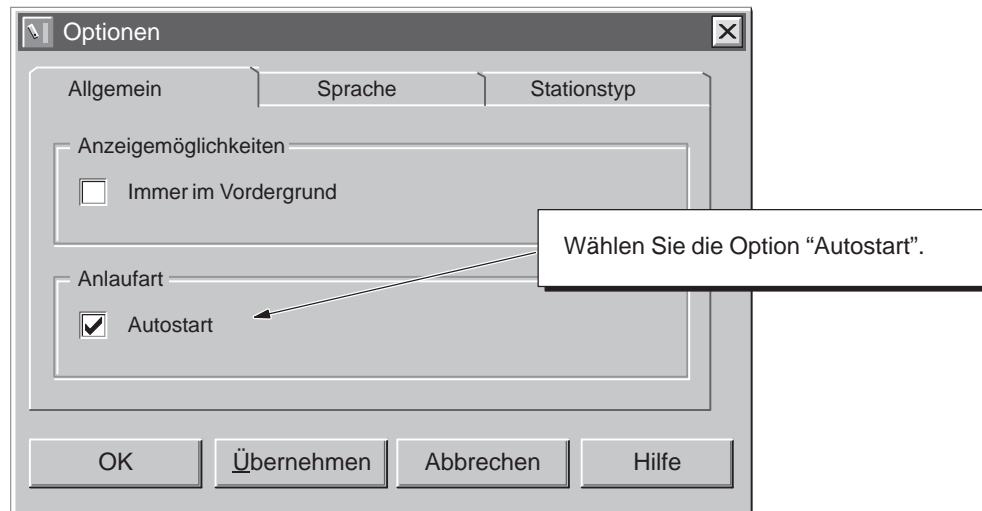 Optionen
Allgemein
Sprache
Stationstyp
Anzeigemöglichkeiten
Immer im Vordergrund
Wählen Sie die Option “Autostart”.
Anlaufart
Autostart
OK
Übernehmen
Abbrechen
Hilfe